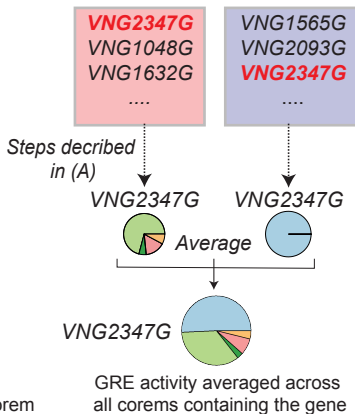 VNG2347G
VNG1048G
VNG1632G
....
VNG1565G
VNG2093G
VNG2347G
....
Steps decribed
in (A)
VNG2347G
VNG2347G
Average
VNG2347G
orem
GRE activity averaged across
all corems containing the gene